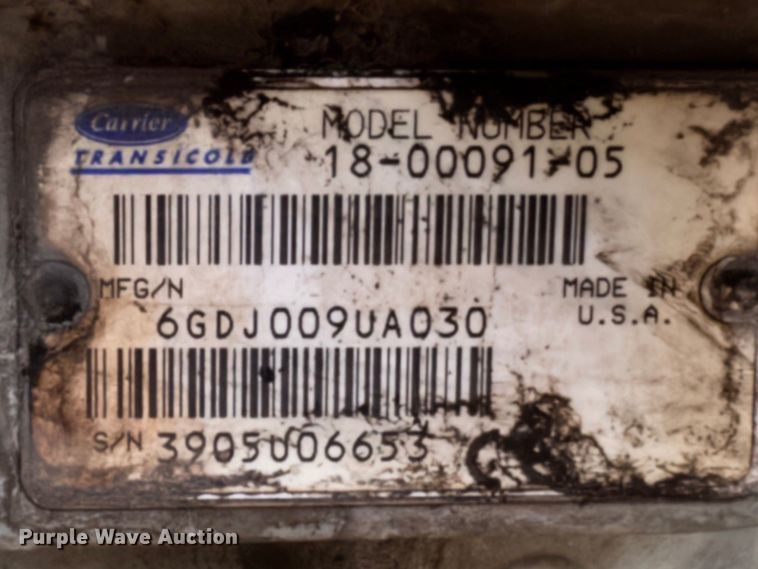 Carrier
TRANSICOLD
MODEL NUMBER
18-00091-05
MFG/N
MADE IN
U.S.A.
6GDJ009UA030
S/N 3905U06653
Purple Wave Auction